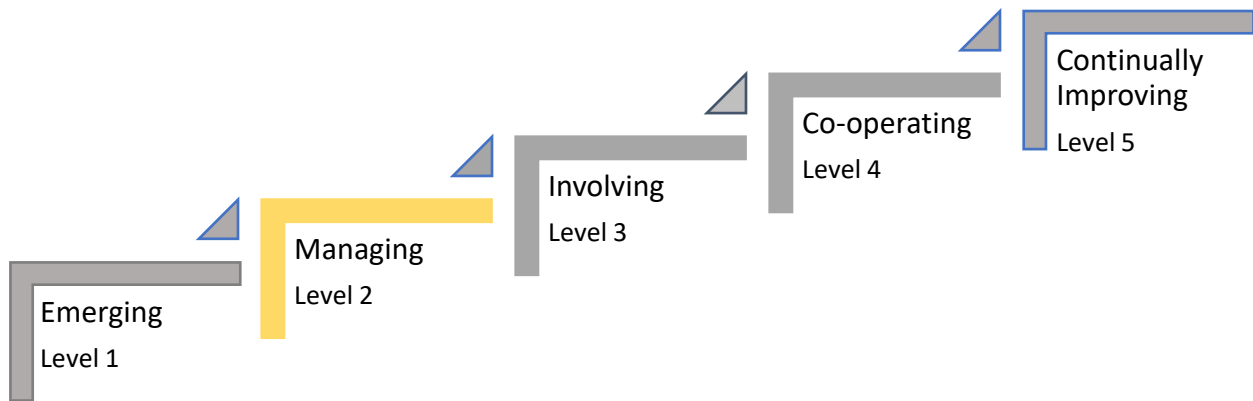 Emerging
Level 1
Managing
Level 2
Involving
Level 3
Co-operating
Level 4
Continually
Improving
Level 5